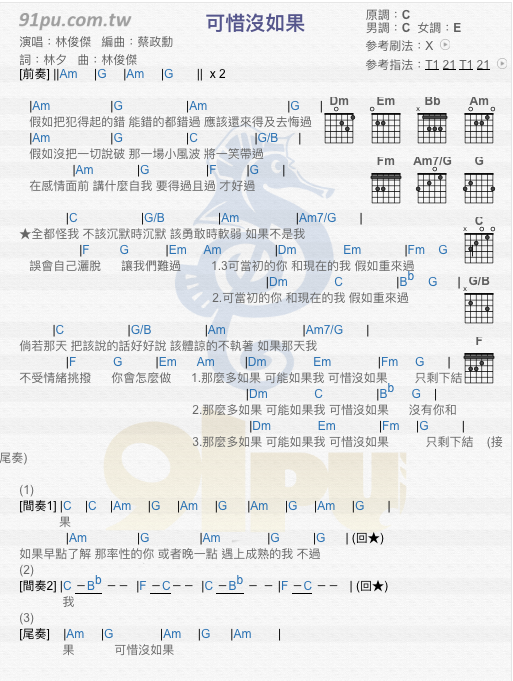 91pu.com.tw
可惜沒如果
原調：C
男調：C 女調：E
演唱：林俊傑 編曲：蔡政勳
參考刷法：X
詞：林夕 曲：林俊傑
參考指法：T1 21 T1 21
[前奏] ||Am |G |Am |G || x 2
Dm Em Bb Am
|Am |G |Am |G |
假如把犯得起的錯 能錯的都錯過 應該還來得及去悔過
|Am |G |C |G/B |
假如沒把一切說破 那一場小風波 將一笑帶過
Fm Am7/G G
|Am |G |F |G |
在感情面前 講什麼自我 要得過且過 才好過
|C |G/B |Am |Am7/G |
C
★全都怪我 不該沉默時沉默 該勇敢時軟弱 如果不是我
|F G |Em Am |Dm Em |Fm G
誤會自己灑脫 讓我們難過 1.3可當初的你 和現在的我 假如重來過
|Dm C |Bb G |
G/B
2.可當初的你 和現在的我 假如重來過
|C |G/B |Am |Am7/G |
倘若那天 把該說的話好好說 該體諒的不執著 如果那天我
F
|F G |Em Am |Dm Em |Fm G |
不受情緒挑撥 你會怎麼做 1.那麼多如果 可能如果我 可惜沒如果 只剩下結
|Dm C |Bb G |
2.那麼多如果 可能如果我 可惜沒如果 沒有你和
|Dm Em |Fm |G |
3.那麼多如果 可能如果我 可惜沒如果 只剩下結 (接
尾奏)
91PU
(1)
[間奏1] |C |C |Am |G |Am |G |Am |G |Am |G |
果
|Am |G |Am |G |G | (回★)
如果早點了解 那率性的你 或者晚一點 遇上成熟的我 不過
(2)
[間奏2] |C －Bb －－ |F －C－－ |C －Bb － － |F －C －－ | (回★)
我
(3)
[尾奏] |Am |G |Am |G |Am |
果 可惜沒如果